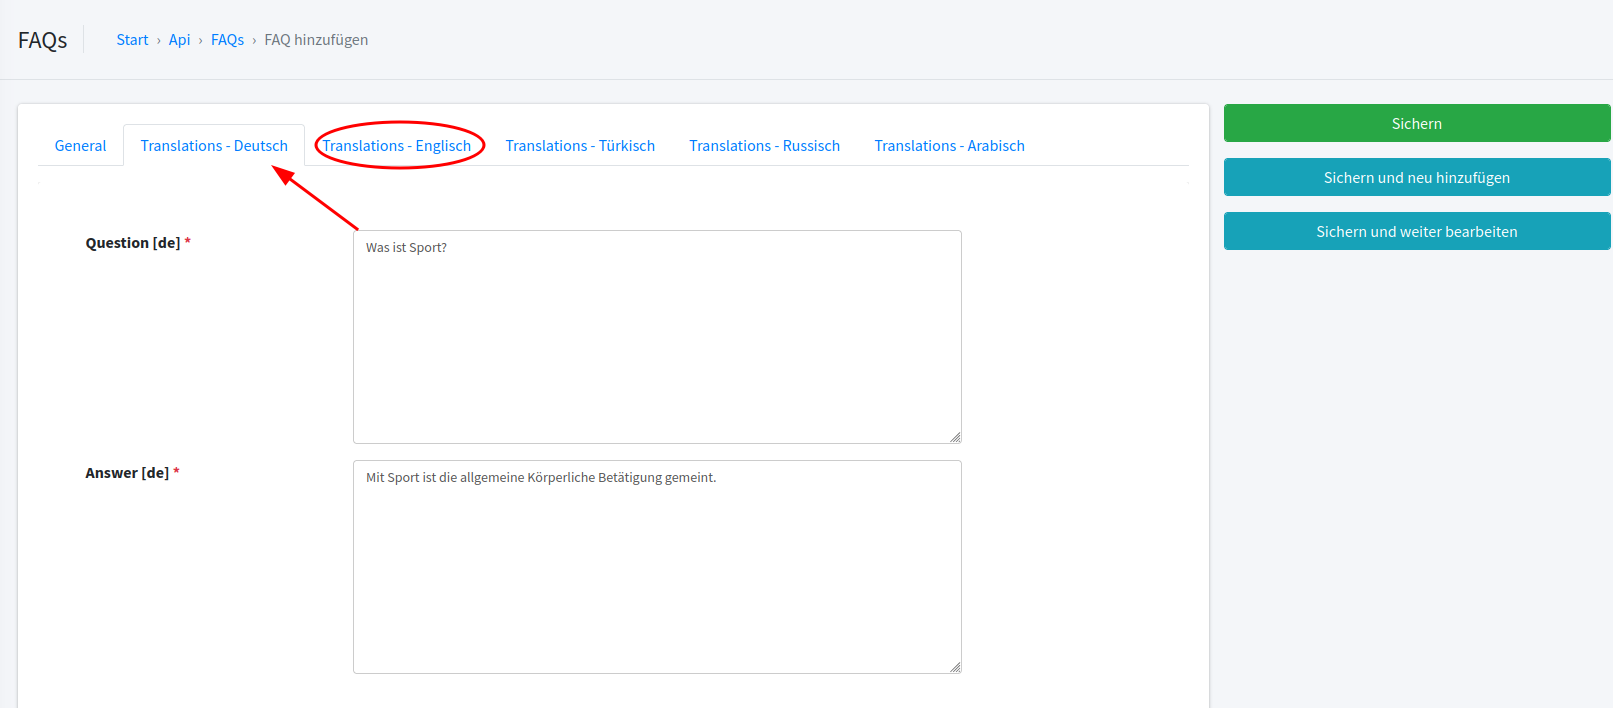 FAQs
Start › Api › FAQs › FAQ hinzufügen
General
Translations - Deutsch
Translations - Englisch
Translations - Türkisch
Translations - Russisch
Translations - Arabisch
Question [de] *
Was ist Sport?
Answer [de] *
Mit Sport ist die allgemeine Körperliche Betätigung gemeint.
Sichern
Sichern und neu hinzufügen
Sichern und weiter bearbeiten